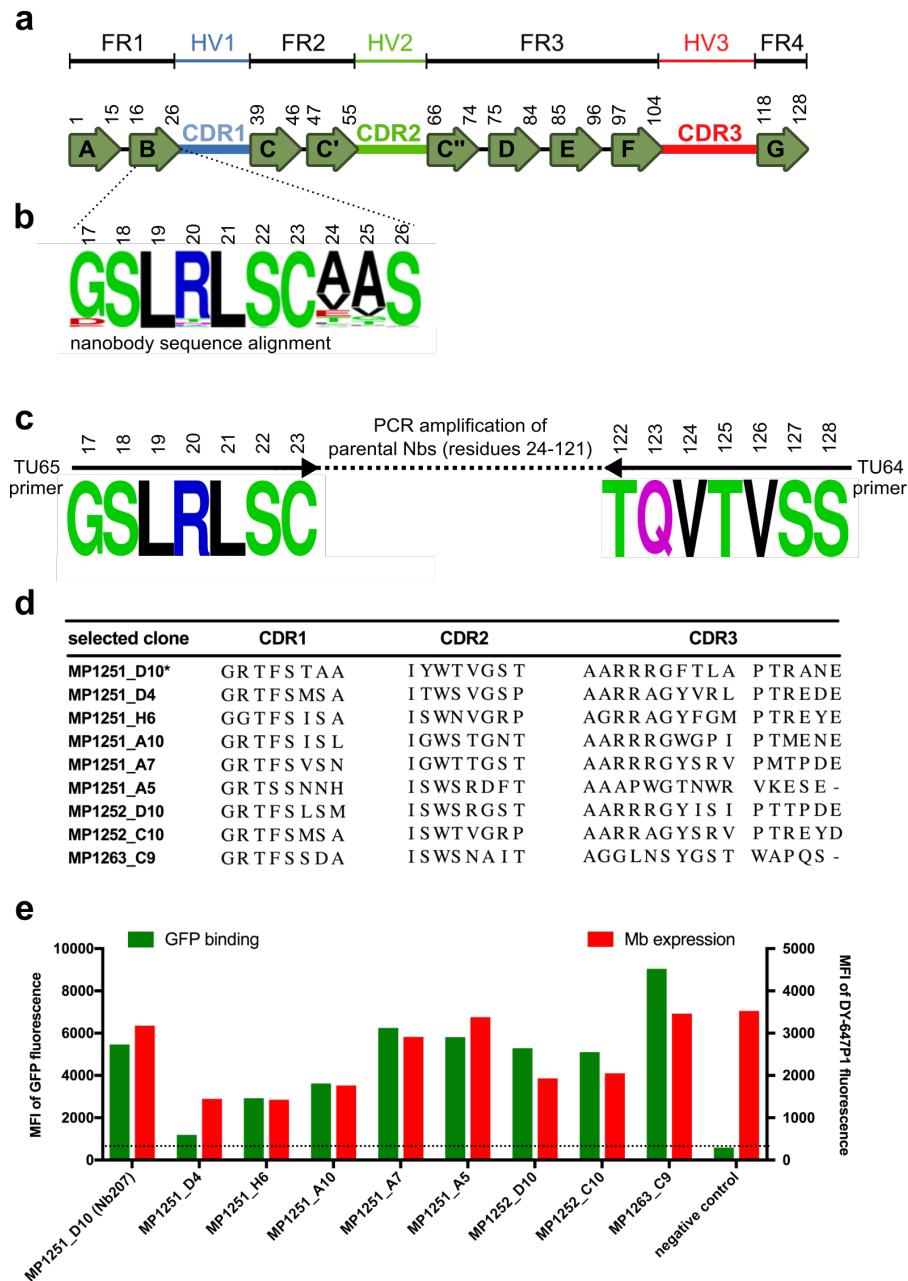 a
FR1 HV1 FR2 HV2 FR3 HV3 FR4
1 15 16 26 39 46 47 55 66 74 75 84 85 96 97 104 118 128
A B CDR1 C C' CDR2 C" D E F CDR3 G
b
17 18 19 20 21 22 23 24 25 26
GSLRLSCAAS
nanobody sequence alignment
c
PCR amplification of
parental Nbs (residues 24-121)
17 18 19 20 21 22 23
122 123 124 125 126 127 128
TU65
primer
TU64
primer
GSLRLSC
TQVTVSS
d
selected clone CDR1 CDR2 CDR3
MP1251_D10* GRTFSTAA IYWTVGST AARRRGFTLA PTRANE
MP1251_D4 GRTFSMSA ITWSVGSP AARRAGYVRL PTREDE
MP1251_H6 GGTFSISA ISWNVGRP AGRRAGYFGM PTREYE
MP1251_A10 GRTFSISL IGWSTGNT AARRRGWGPI PTMENE
MP1251_A7 GRTFSVSN IGWTTGST AARRRGYSRV PMTPDE
MP1251_A5 GRTSSNNH ISWSRDFT AAAPWGTNWR VKESE -
MP1252_D10 GRTFSLSM ISWSRGST AARRRGYISI PTTPDE
MP1252_C10 GRTFSMSA ISWTVGRP AARRAGYSRV PTREYD
MP1263_C9 GRTFSSDA ISWSNAIT AGGLNSYGST WAPQS -
e
GFP binding
Mb expression
MFI of GFP fluorescence
10000
8000
6000
4000
2000
0
5000
4000
3000
2000
1000
0
MFI of DY-647P1 fluorescence
MP1251_D10 (Nb207)
MP1251_D4
MP1251_H6
MP1251_A10
MP1251_A7
MP1251_A5
MP1252_D10
MP1252_C10
MP1263_C9
negative control